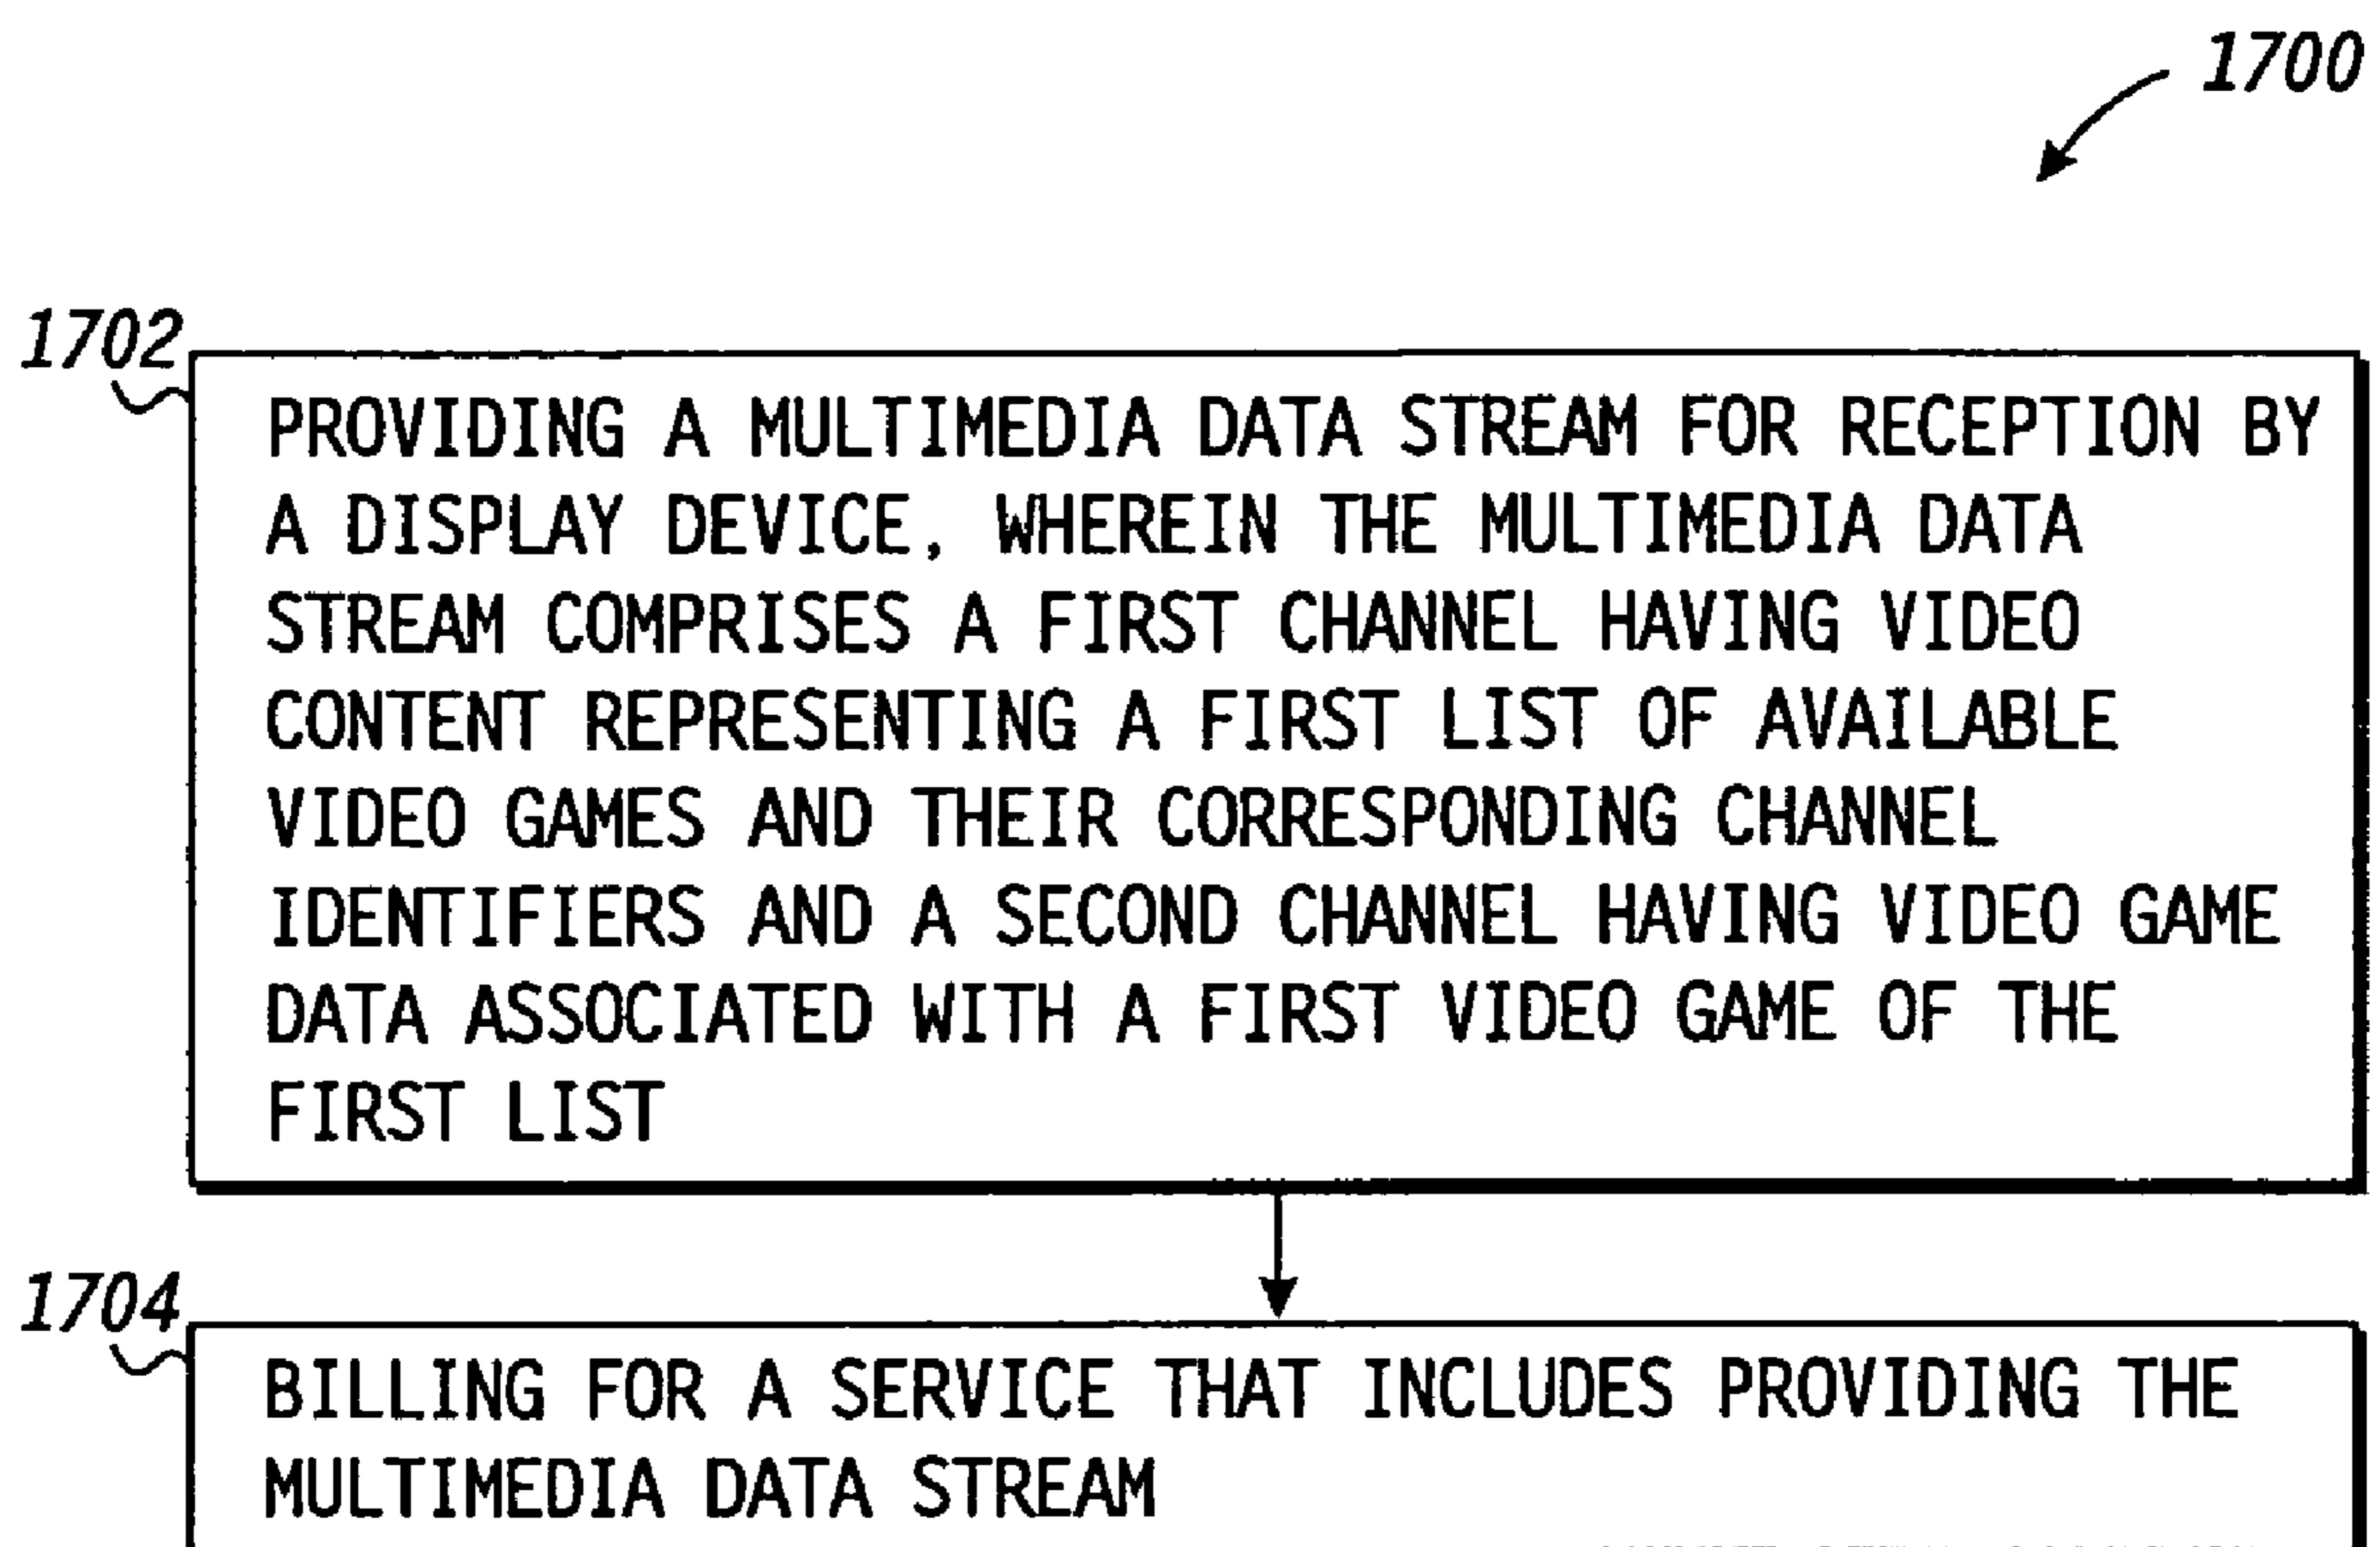 1700
1702
PROVIDING A MULTIMEDIA DATA STREAM FOR RECEPTION BY
A DISPLAY DEVICE, WHEREIN THE MULTIMEDIA DATA
STREAM COMPRISES A FIRST CHANNEL HAVING VIDEO
CONTENT REPRESENTING A FIRST LIST OF AVAILABLE
VIDEO GAMES AND THEIR CORRESPONDING CHANNEL
IDENTIFIERS AND A SECOND CHANNEL HAVING VIDEO GAME
DATA ASSOCIATED WITH A FIRST VIDEO GAME OF THE
FIRST LIST
1704
BILLING FOR A SERVICE THAT INCLUDES PROVIDING THE
MULTIMEDIA DATA STREAM